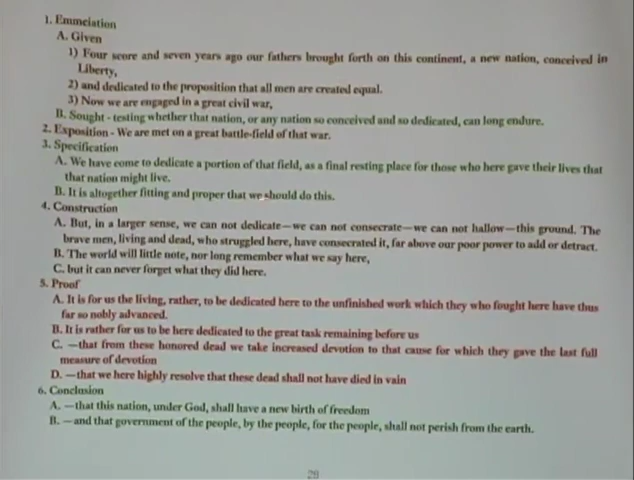 1. Enunciation
A. Given
1) Four score and seven years ago our fathers brought forth on this continent, a new nation, conceived in
Liberty,
2) and dedicated to the proposition that all men are created equal.
3) Now we are engaged in a great civil war,
B. Sought - testing whether that nation, or any nation so conceived and so dedicated, can long endure.
2. Exposition - We are met on a great battle-field of that war.
3. Specification
A. We have come to dedicate a portion of that field, as a final resting place for those who here gave their lives that
that nation might live.
B. It is altogether fitting and proper that we should do this.
4. Construction
A. But, in a larger sense, we can not dedicate—we can not consecrate—we can not hallow—this ground. The
brave men, living and dead, who struggled here, have consecrated it, far above our poor power to add or detract.
B. The world will little note, nor long remember what we say here,
C. but it can never forget what they did here.
5. Proof
A. It is for us the living, rather, to be dedicated here to the unfinished work which they who fought here have thus
far so nobly advanced.
B. It is rather for us to be here dedicated to the great task remaining before us
C. —that from these honored dead we take increased devotion to that cause for which they gave the last full
measure of devotion
D. —that we here highly resolve that these dead shall not have died in vain
6. Conclusion
A. —that this nation, under God, shall have a new birth of freedom
B. —and that government of the people, by the people, for the people, shall not perish from the earth.